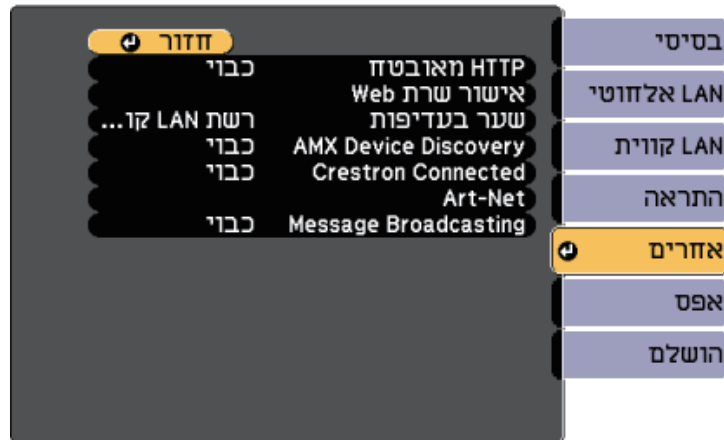 חזור
HTTP מאובטח כבוי
אישור שרת Web
שער בעדיפות רשת LAN קו...
AMX Device Discovery כבוי
Crestron Connected כבוי
Art-Net
Message Broadcasting כבוי
בסיסי
LAN אלחוטי
LAN קווית
התראה
אחרים
אפס
הושלם